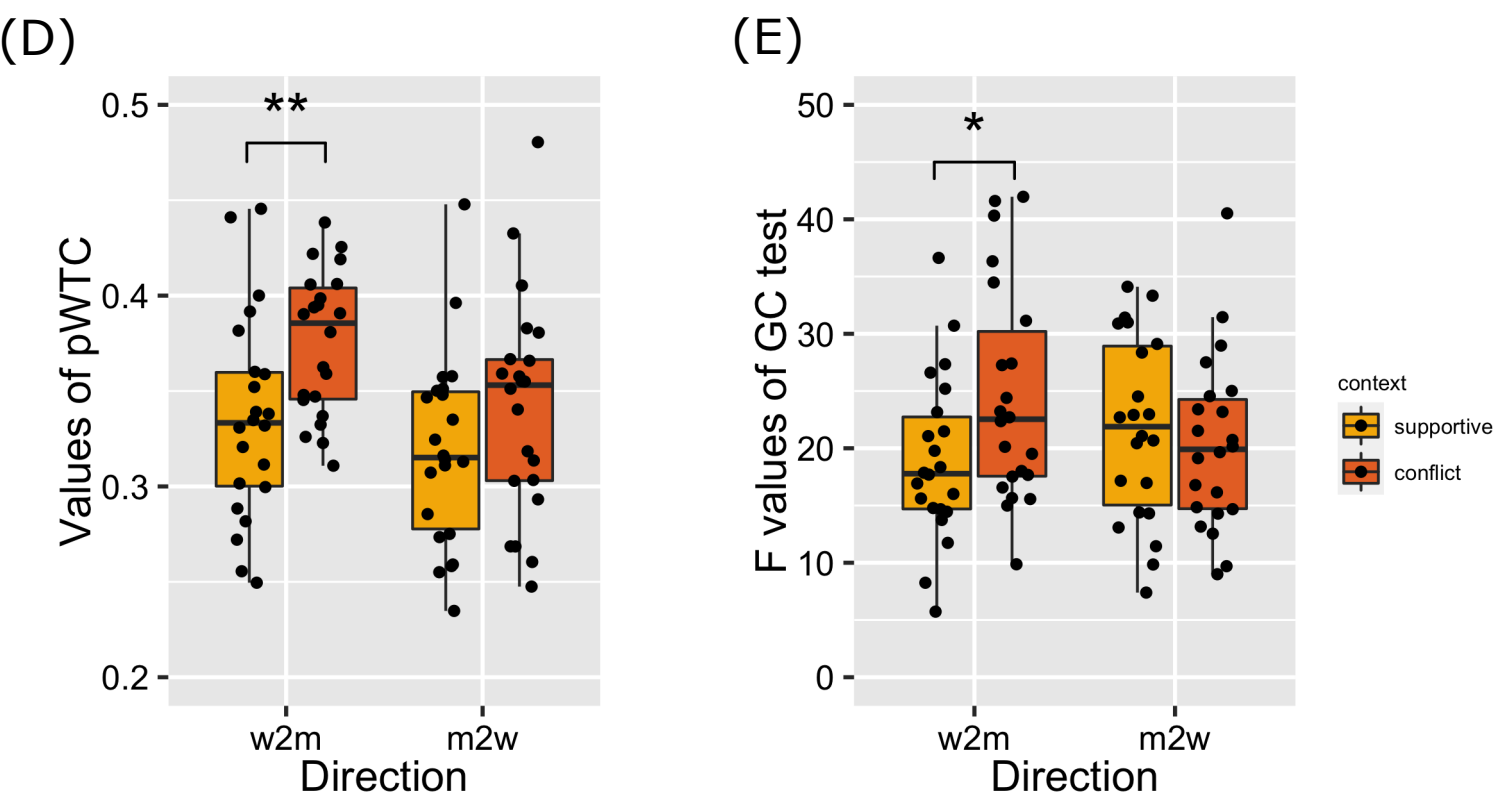 (D)
**
0.5
0.4
0.3
0.2
Values of pWTC
w2m
m2w
Direction
(E)
*
50
40
30
20
10
0
F values of GC test
w2m
m2w
Direction
context
supportive
conflict